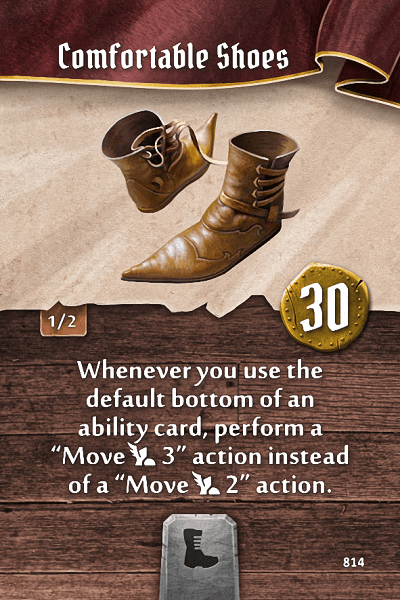 Comfortable Shoes
30
1/2
Whenever you use the
default bottom of an
ability card, perform a
“Move 3” action instead
of a “Move 2” action.
814